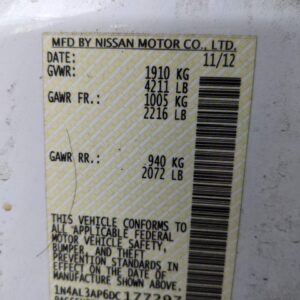 MFD BY NISSAN MOTOR CO., LTD.
DATE: 11/12
GVWR: 1910 KG
4211 LB
GAWR FR.: 1005 KG
2216 LB
GAWR RR.: 940 KG
2072 LB
THIS VEHICLE CONFORMS TO
ALL APPLICABLE FEDERAL
MOTOR VEHICLE SAFETY,
BUMPER, AND THEFT
PREVENTION STANDARDS IN
EFFECT ON THE DATE OF
MANUFACTURE SHOWN ABOVE.